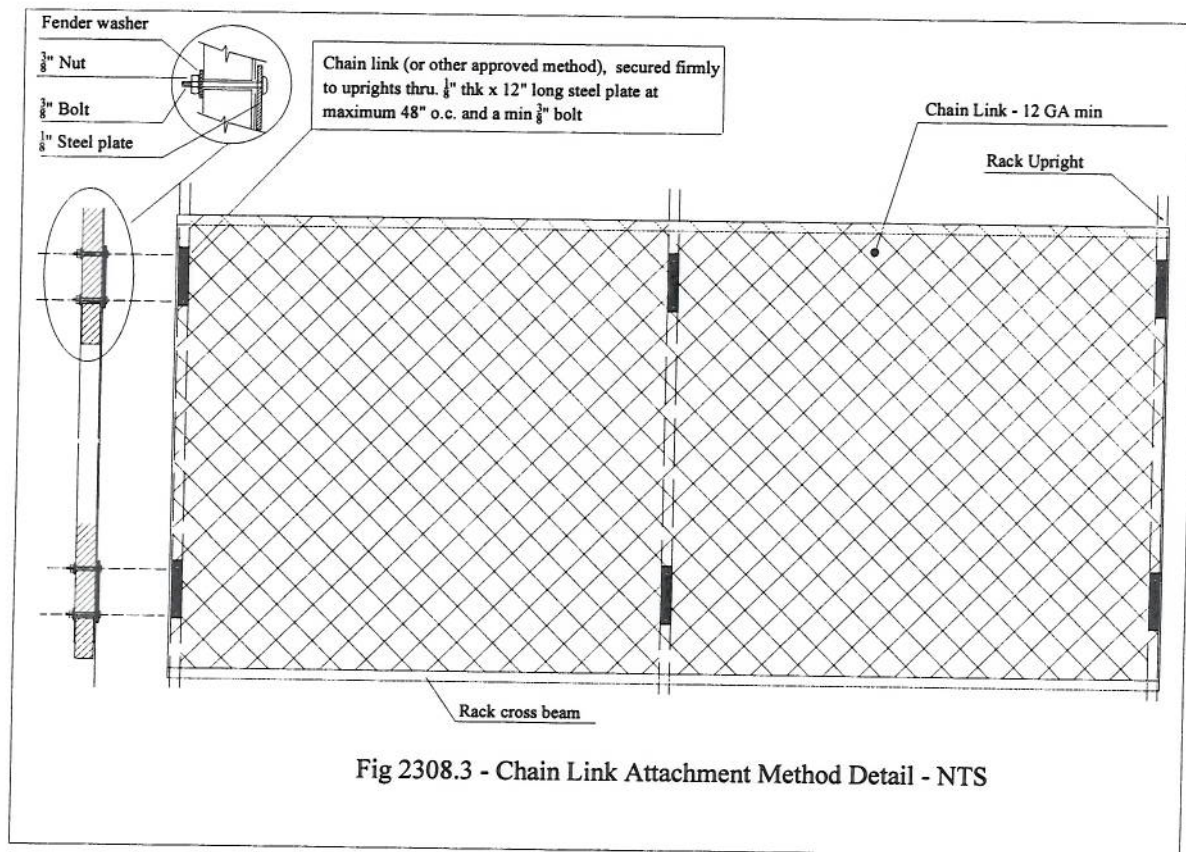 Fender washer
3/8" Nut
3/8" Bolt
1/8" Steel plate
Chain link (or other approved method), secured firmly
to uprights thru. 1/8" thk x 12" long steel plate at
maximum 48" o.c. and a min 3/8" bolt
Chain Link - 12 GA min
Rack Upright
Rack cross beam
Fig 2308.3 - Chain Link Attachment Method Detail - NTS